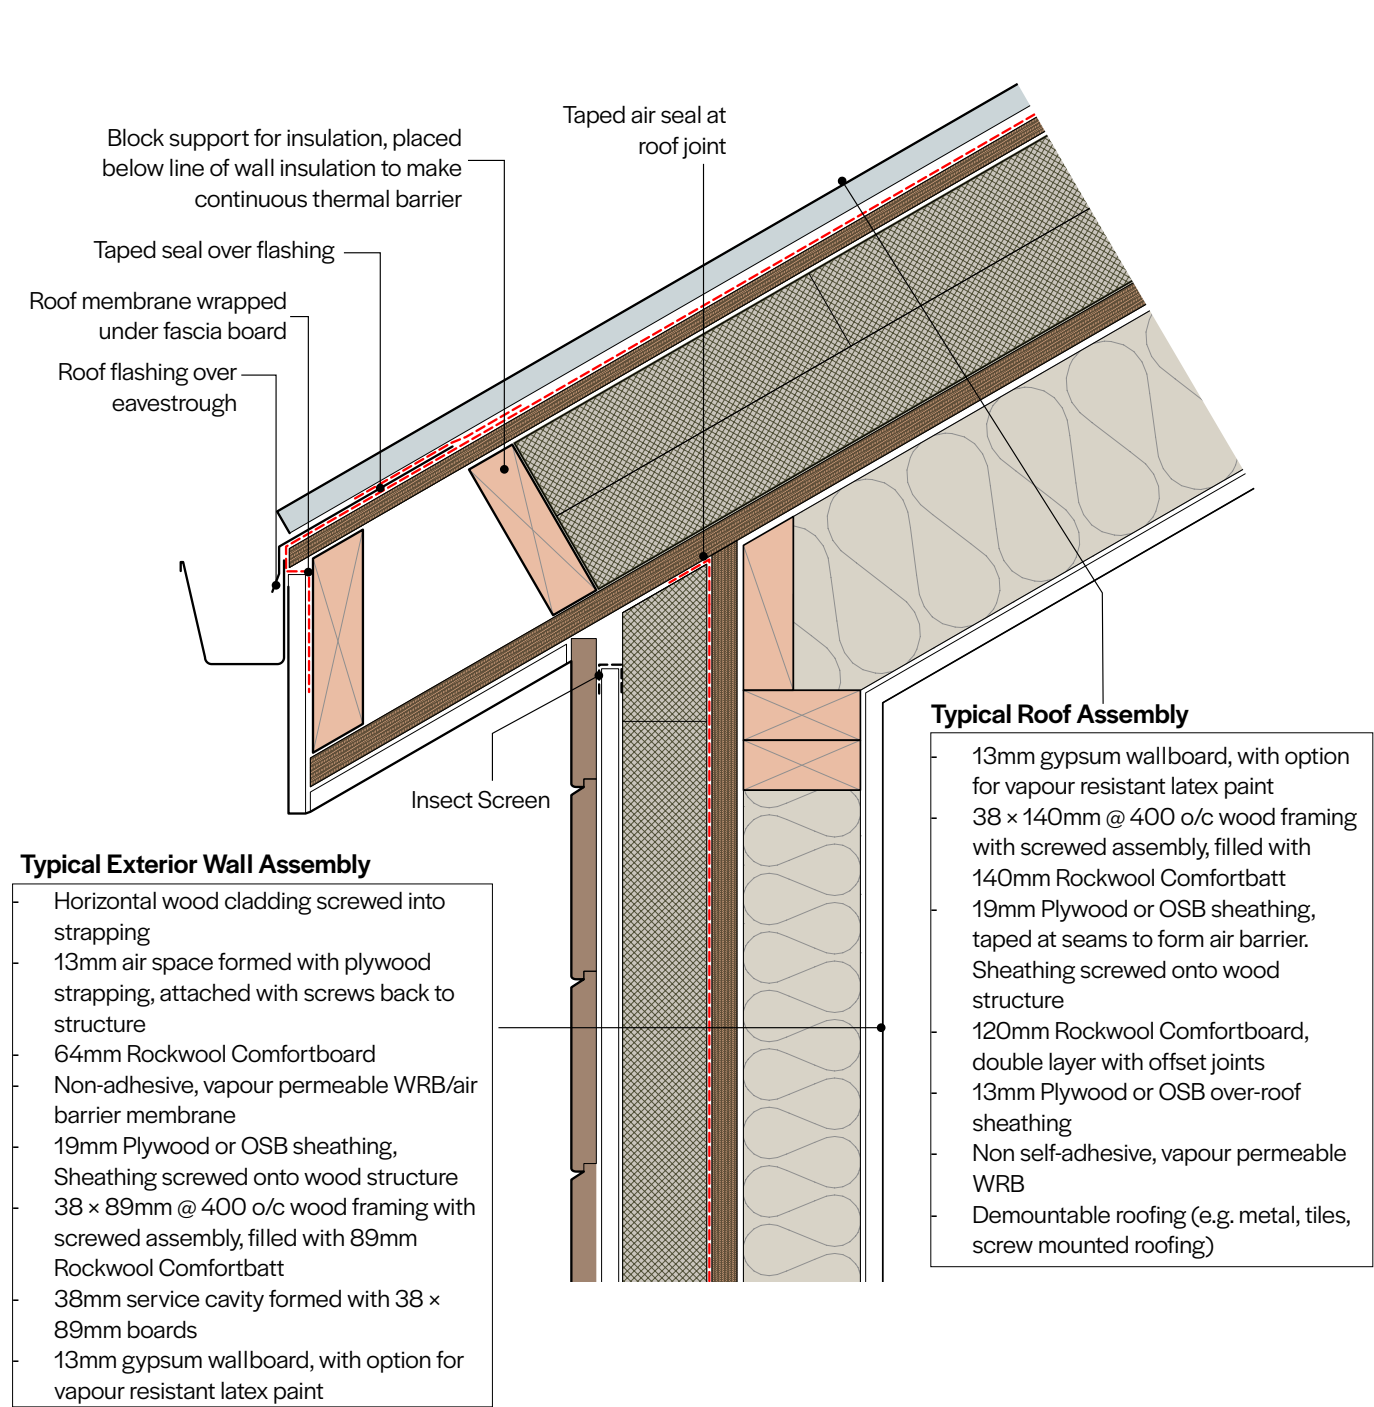 Taped air seal at
roof joint
Block support for insulation, placed
below line of wall insulation to make
continuous thermal barrier
Taped seal over flashing
Roof membrane wrapped
under fascia board
Roof flashing over
eavestrough
Insect Screen
Typical Roof Assembly
- 13mm gypsum wallboard, with option
for vapour resistant latex paint
- 38 × 140mm @ 400 o/c wood framing
with screwed assembly, filled with
140mm Rockwool Comfortbatt
- 19mm Plywood or OSB sheathing,
taped at seams to form air barrier.
Sheathing screwed onto wood
structure
- 120mm Rockwool Comfortboard,
double layer with offset joints
- 13mm Plywood or OSB over-roof
sheathing
- Non self-adhesive, vapour permeable
WRB
- Demountable roofing (e.g. metal, tiles,
screw mounted roofing)
Typical Exterior Wall Assembly
- Horizontal wood cladding screwed into
strapping
- 13mm air space formed with plywood
strapping, attached with screws back to
structure
- 64mm Rockwool Comfortboard
- Non-adhesive, vapour permeable WRB/air
barrier membrane
- 19mm Plywood or OSB sheathing,
Sheathing screwed onto wood structure
- 38 × 89mm @ 400 o/c wood framing with
screwed assembly, filled with 89mm
Rockwool Comfortbatt
- 38mm service cavity formed with 38 ×
89mm boards
- 13mm gypsum wallboard, with option for
vapour resistant latex paint